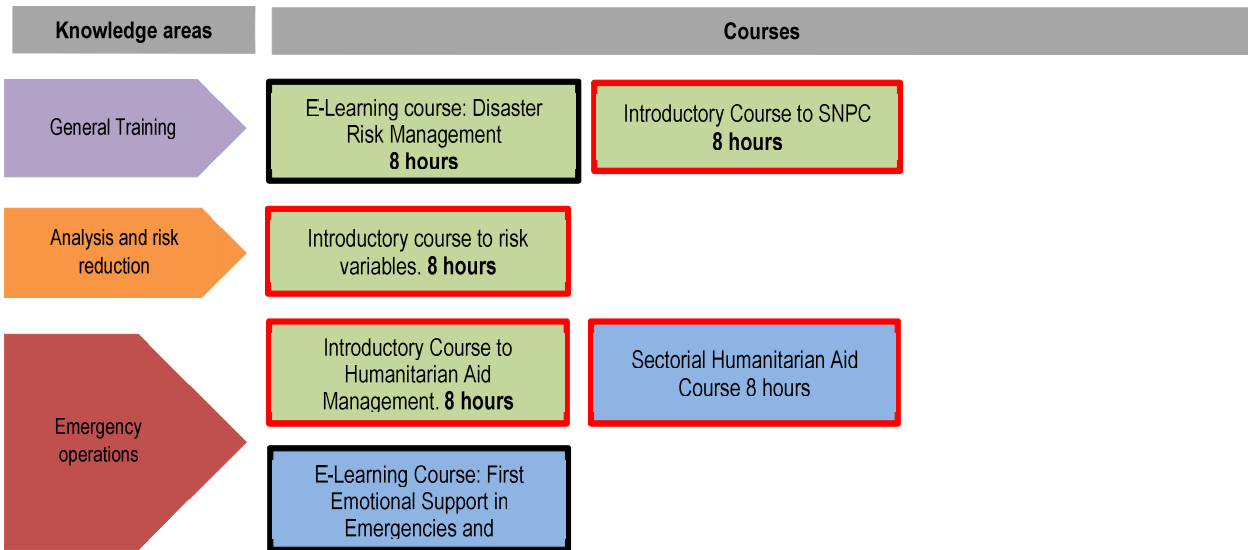 Knowledge areas
Courses
General Training
E-Learning course: Disaster
Risk Management
8 hours
Introductory Course to SNPC
8 hours
Analysis and risk
reduction
Introductory course to risk
variables. 8 hours
Emergency
operations
Introductory Course to
Humanitarian Aid
Management. 8 hours
Sectorial Humanitarian Aid
Course 8 hours
E-Learning Course: First
Emotional Support in
Emergencies and